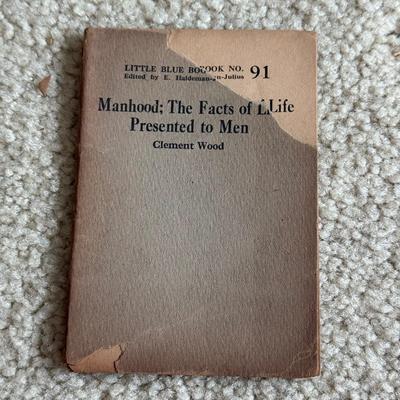 LITTLE BLUE BOOK NO. 91
Edited by E. Haldeman-Julius
Manhood; The Facts of Life
Presented to Men
Clement Wood